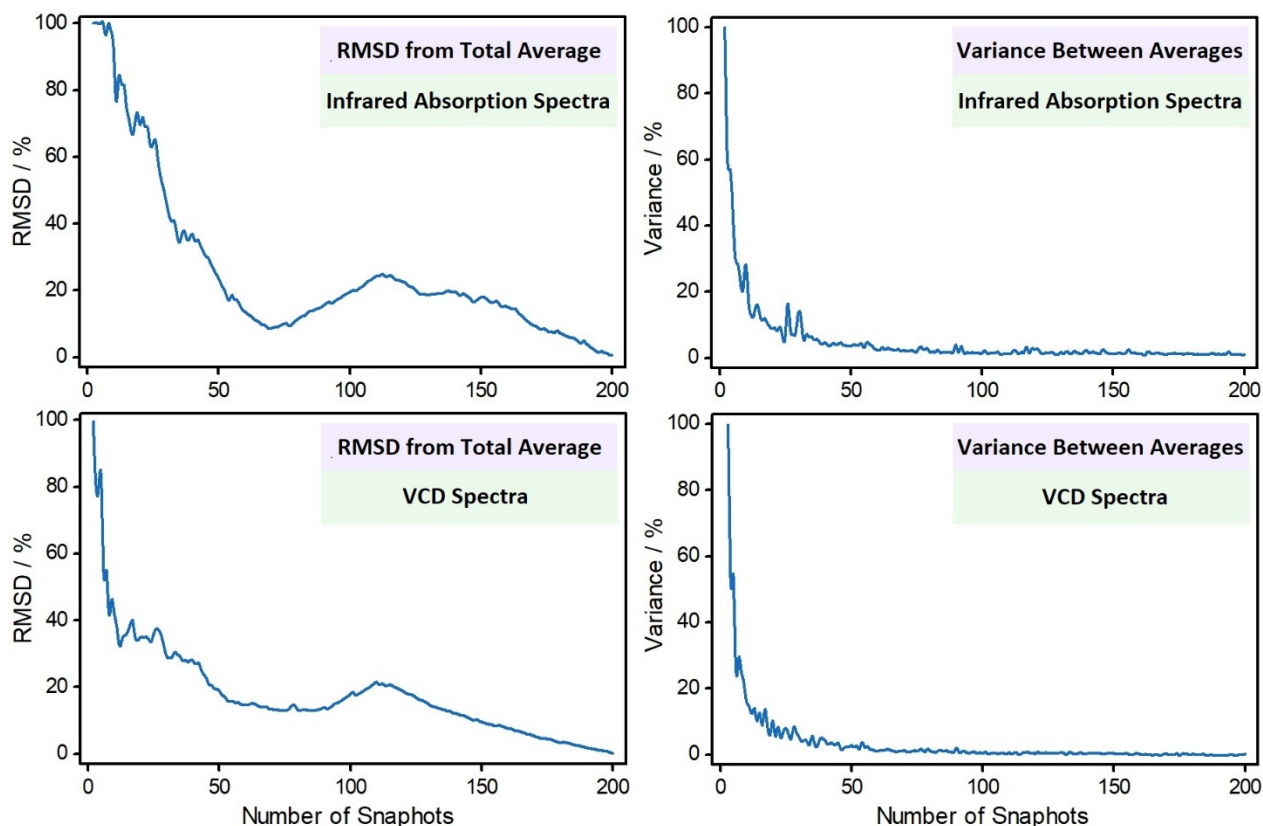 100
80
60
40
20
0
RMSD / %
RMSD from Total Average
Infrared Absorption Spectra
0 50 100 150 200
100
80
60
40
20
0
Variance / %
Variance Between Averages
Infrared Absorption Spectra
0 50 100 150 200
100
80
60
40
20
0
RMSD / %
RMSD from Total Average
VCD Spectra
0 50 100 150 200
Number of Snaphots
100
80
60
40
20
0
Variance / %
Variance Between Averages
VCD Spectra
0 50 100 150 200
Number of Snaphots